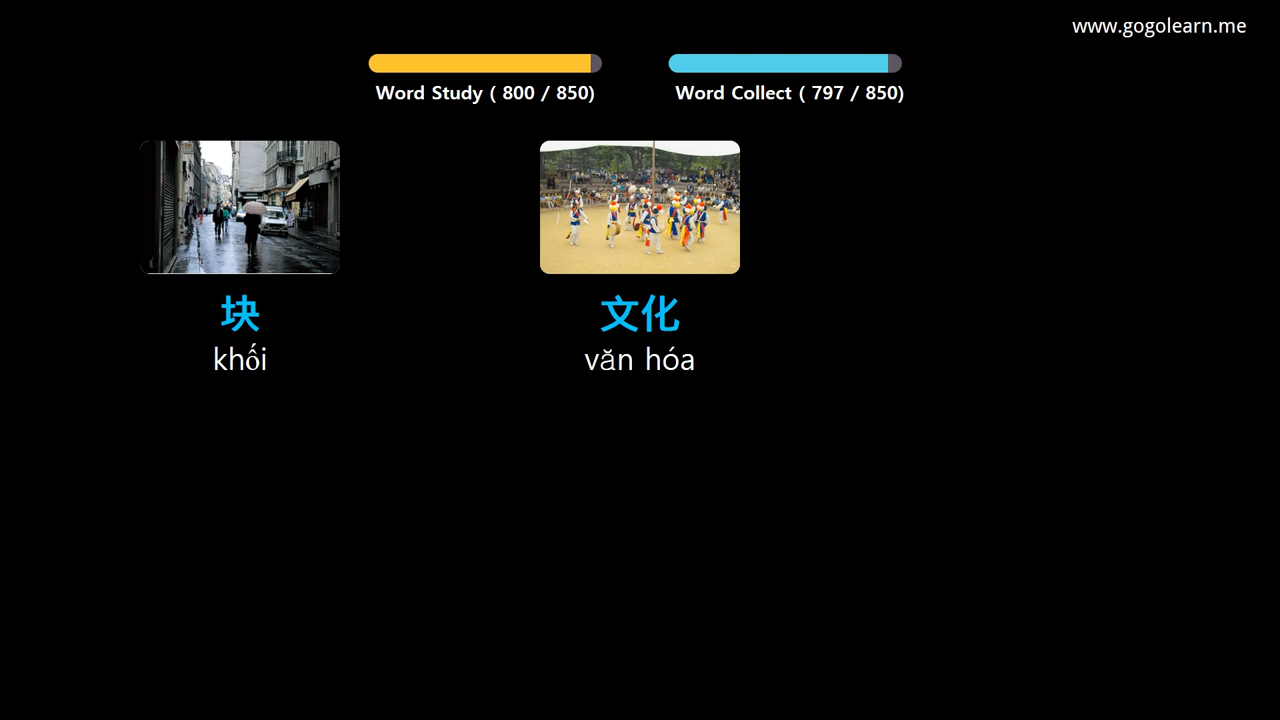 www.gogolearn.me
Word Study ( 800 / 850)
Word Collect ( 797 / 850)
块
khối
文化
văn hóa